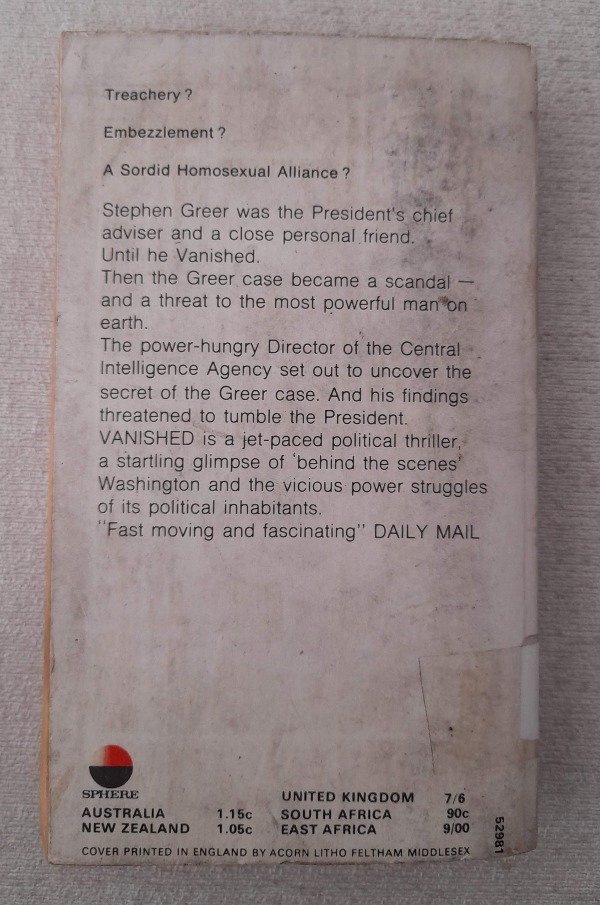 Treachery?
Embezzlement?
A Sordid Homosexual Alliance?
Stephen Greer was the President's chief
adviser and a close personal friend.
Until he Vanished.
Then the Greer case became a scandal —
and a threat to the most powerful man on
earth.
The power-hungry Director of the Central
Intelligence Agency set out to uncover the
secret of the Greer case. And his findings
threatened to tumble the President.
VANISHED is a jet-paced political thriller,
a startling glimpse of 'behind the scenes'
Washington and the vicious power struggles
of its political inhabitants.
"Fast moving and fascinating" DAILY MAIL
SPHERE
UNITED KINGDOM 7/6
AUSTRALIA 1.15c SOUTH AFRICA 90c
NEW ZEALAND 1.05c EAST AFRICA 9/00
COVER PRINTED IN ENGLAND BY ACORN LITHO FELTHAM MIDDLESEX
52981